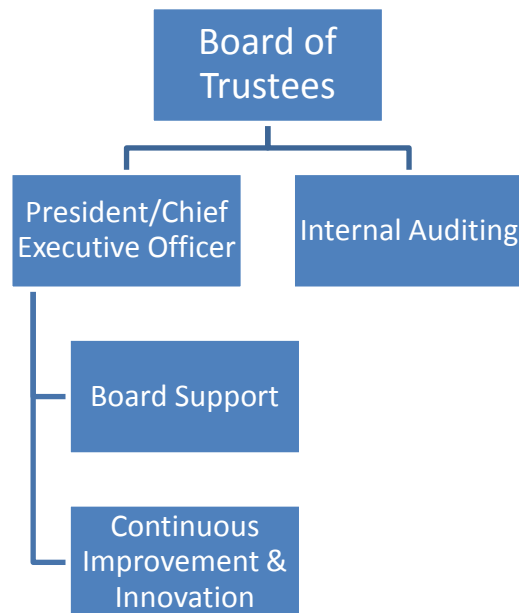 Board of
Trustees
President/Chief
Executive Officer
Internal Auditing
Board Support
Continuous
Improvement &
Innovation